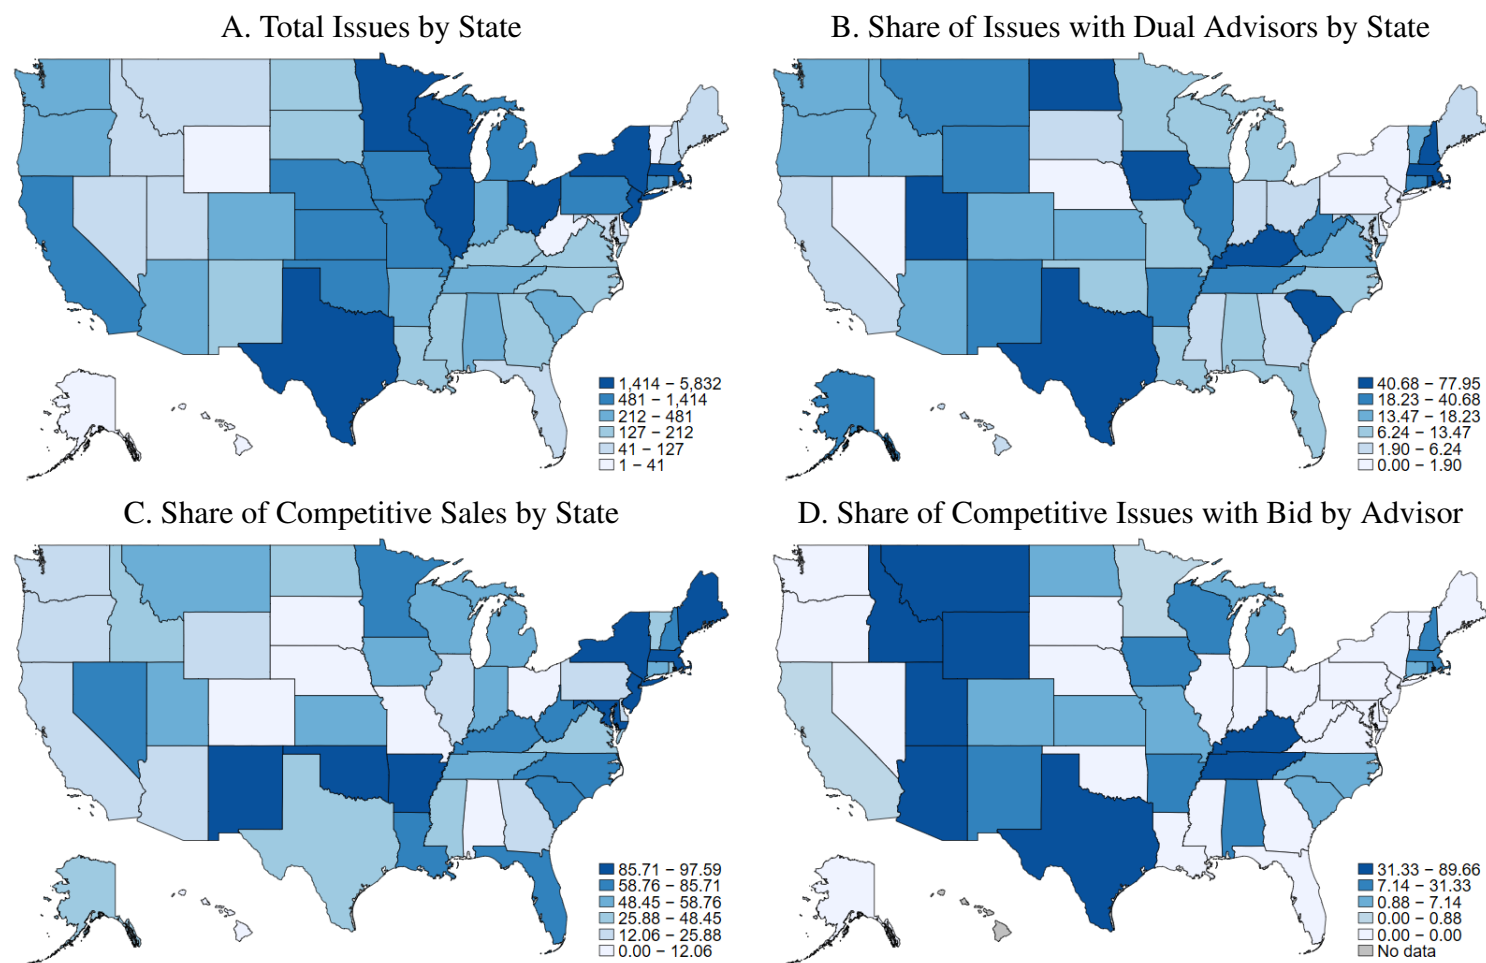 A. Total Issues by State
B. Share of Issues with Dual Advisors by State
1,414 − 5,832
481 − 1,414
212 − 481
127 − 212
41 − 127
1 − 41
40.68 − 77.95
18.23 − 40.68
13.47 − 18.23
6.24 − 13.47
1.90 − 6.24
0.00 − 1.90
C. Share of Competitive Sales by State
D. Share of Competitive Issues with Bid by Advisor
85.71 − 97.59
58.76 − 85.71
48.45 − 58.76
25.88 − 48.45
12.06 − 25.88
0.00 − 12.06
31.33 − 89.66
7.14 − 31.33
0.88 − 7.14
0.00 − 0.88
0.00 − 0.00
No data